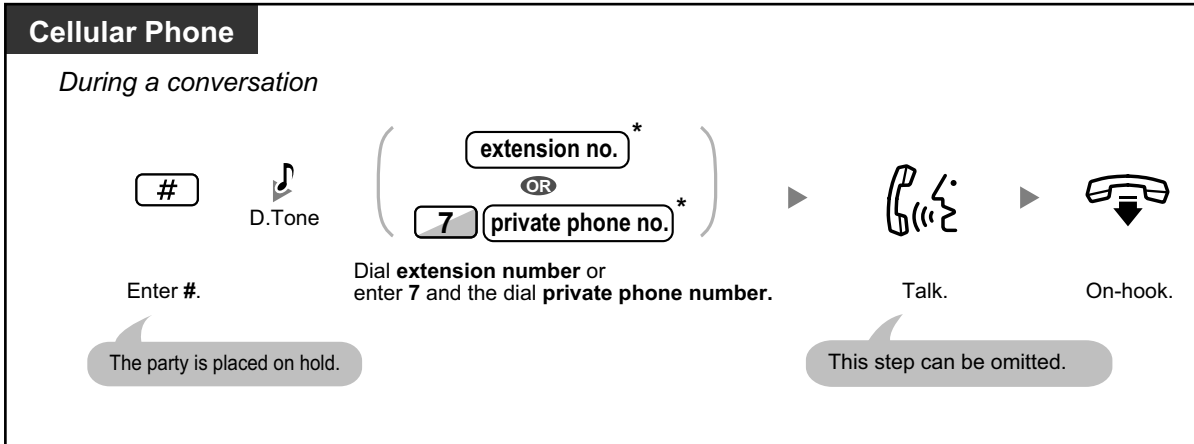 Cellular Phone
During a conversation
#
D.Tone
extension no.*
OR
7 private phone no.*
Enter #.
Dial extension number or
enter 7 and the dial private phone number.
Talk.
On-hook.
The party is placed on hold.
This step can be omitted.